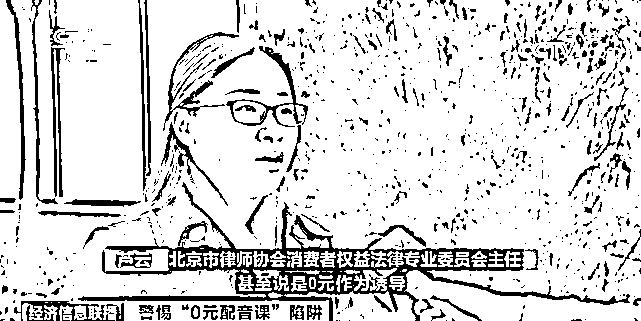 芦云 北京市律师协会消费者权益法律专业委员会主任
甚至说是0元作为诱导
经济信息联播 警惕“0元配音课”陷阱